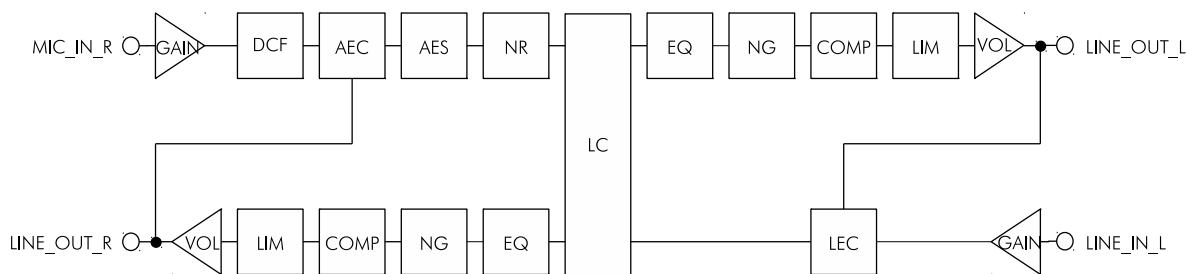 MIC_IN_R GAIN DCF AEC AES NR EQ NG COMP LIM VOL LINE_OUT_L
LC
LINE_OUT_R VOL LIM COMP NG EQ LEC GAIN LINE_IN_L